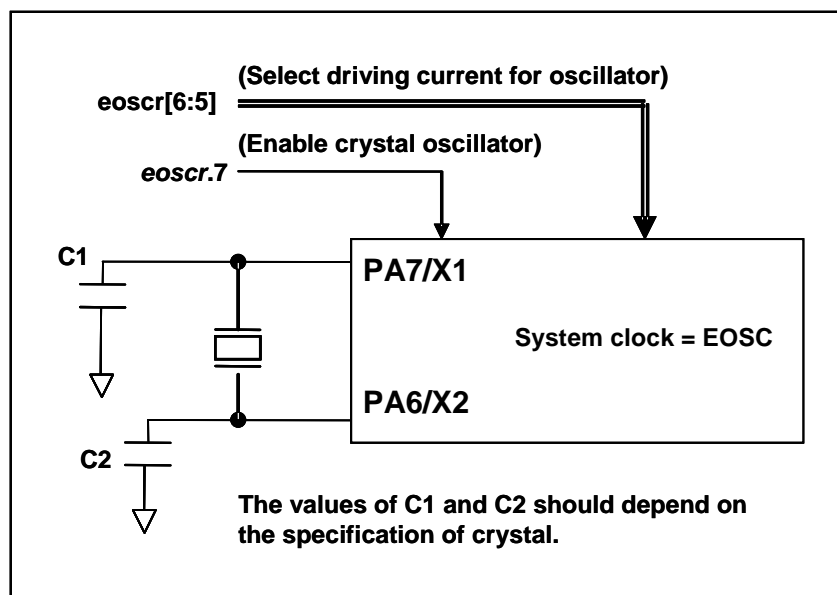 (Select driving current for oscillator)
eoscr[6:5]
(Enable crystal oscillator)
eoscr.7
C1
PA7/X1
System clock = EOSC
PA6/X2
C2
The values of C1 and C2 should depend on
the specification of crystal.